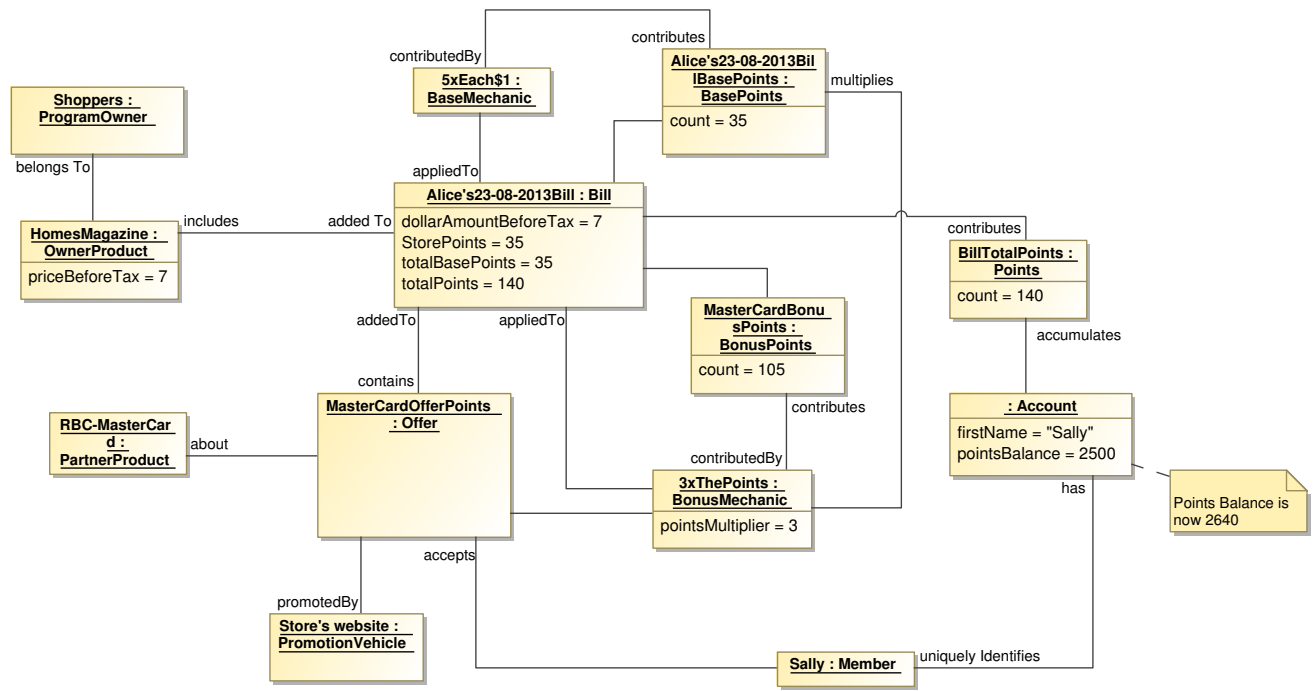 contributes
contributedBy
5xEach$1 :
BaseMechanic
Alice's23-08-2013Bil
lBasePoints :
BasePoints
count = 35
multiplies
Shoppers :
ProgramOwner
belongs To
appliedTo
HomesMagazine :
OwnerProduct
priceBeforeTax = 7
includes
added To
Alice's23-08-2013Bill : Bill
dollarAmountBeforeTax = 7
StorePoints = 35
totalBasePoints = 35
totalPoints = 140
contributes
BillTotalPoints :
Points
count = 140
accumulates
MasterCardBonu
sPoints :
BonusPoints
count = 105
contributes
addedTo
appliedTo
contains
MasterCardOfferPoints
: Offer
RBC-MasterCar
d :
PartnerProduct
about
contributedBy
3xThePoints :
BonusMechanic
pointsMultiplier = 3
: Account
firstName = "Sally"
pointsBalance = 2500
has
Points Balance is
now 2640
accepts
promotedBy
Store's website :
PromotionVehicle
Sally : Member
uniquely Identifies